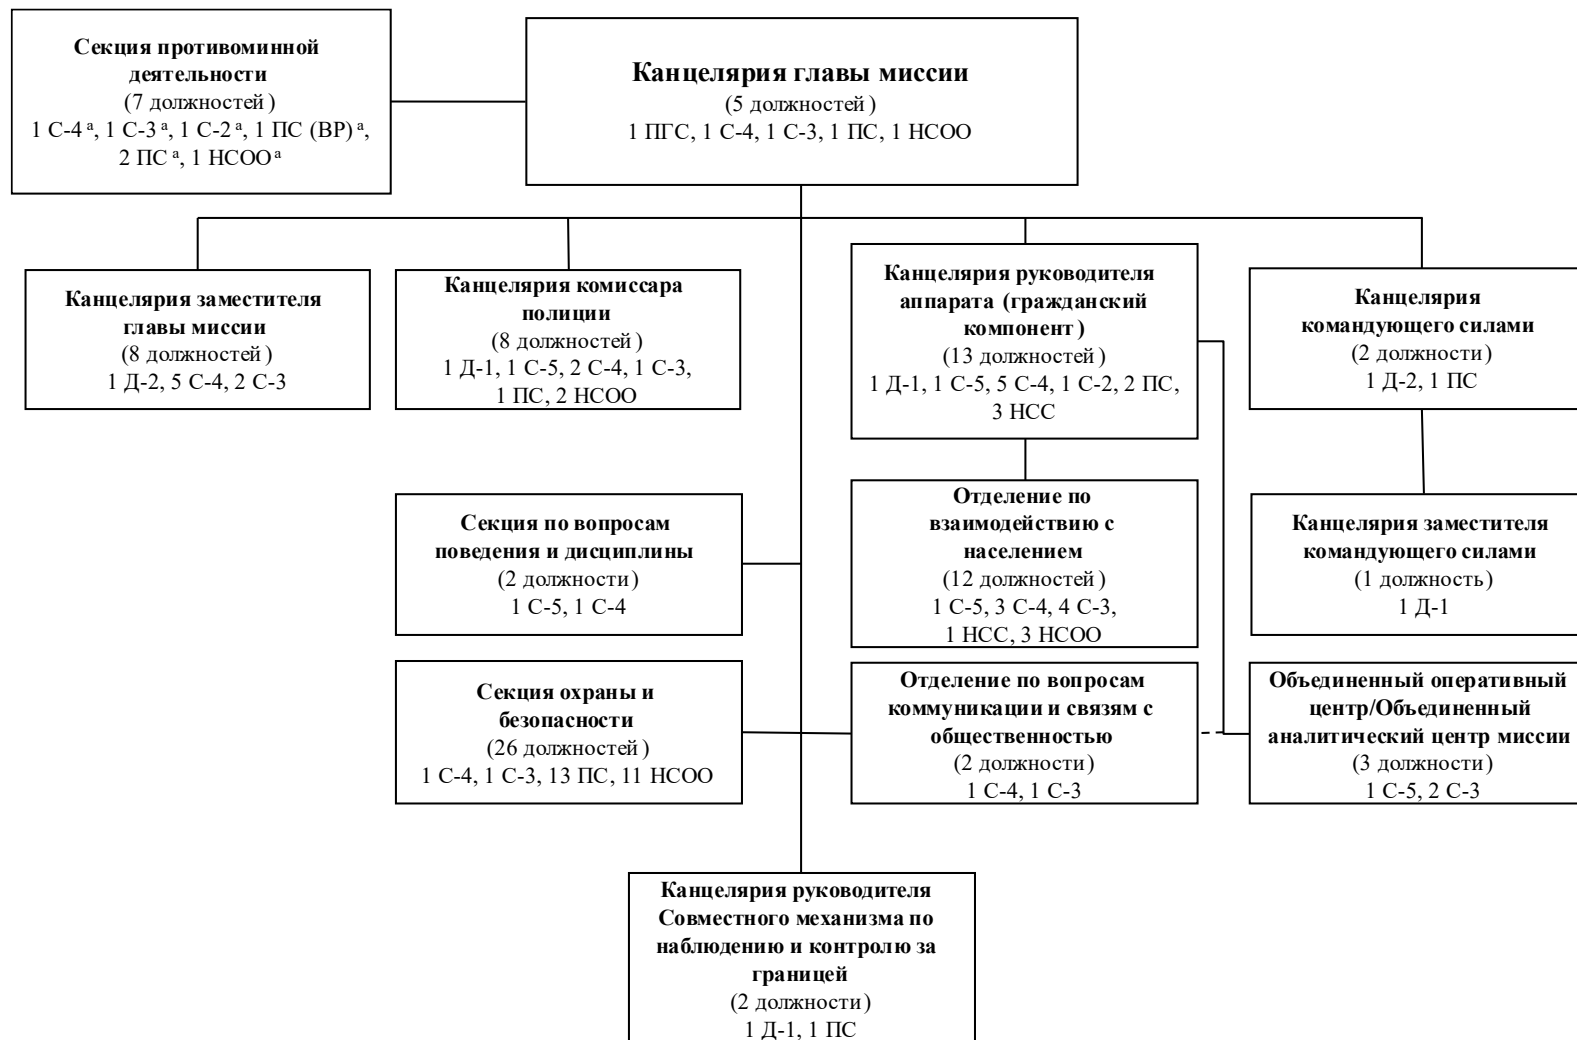 Секция противоминной
деятельности
(7 должностей)
1 С-4 ᵃ, 1 С-3 ᵃ, 1 С-2 ᵃ, 1 ПС (ВР) ᵃ,
2 ПС ᵃ, 1 НСОО ᵃ
Канцелярия главы миссии
(5 должностей)
1 ПГС, 1 С-4, 1 С-3, 1 ПС, 1 НСОО
Канцелярия заместителя
главы миссии
(8 должностей)
1 Д-2, 5 С-4, 2 С-3
Канцелярия комиссара
полиции
(8 должностей)
1 Д-1, 1 С-5, 2 С-4, 1 С-3,
1 ПС, 2 НСОО
Канцелярия руководителя
аппарата (гражданский
компонент)
(13 должностей)
1 Д-1, 1 С-5, 5 С-4, 1 С-2, 2 ПС,
3 НСС
Канцелярия
командующего силами
(2 должности)
1 Д-2, 1 ПС
Секция по вопросам
поведения и дисциплины
(2 должности)
1 С-5, 1 С-4
Отделение по
взаимодействию с
населением
(12 должностей)
1 С-5, 3 С-4, 4 С-3,
1 НСС, 3 НСОО
Канцелярия заместителя
командующего силами
(1 должность)
1 Д-1
Секция охраны и
безопасности
(26 должностей)
1 С-4, 1 С-3, 13 ПС, 11 НСОО
Отделение по вопросам
коммуникации и связям с
общественностью
(2 должности)
1 С-4, 1 С-3
Объединенный оперативный
центр/Объединенный
аналитический центр миссии
(3 должности)
1 С-5, 2 С-3
Канцелярия руководителя
Совместного механизма по
наблюдению и контролю за
границей
(2 должности)
1 Д-1, 1 ПС